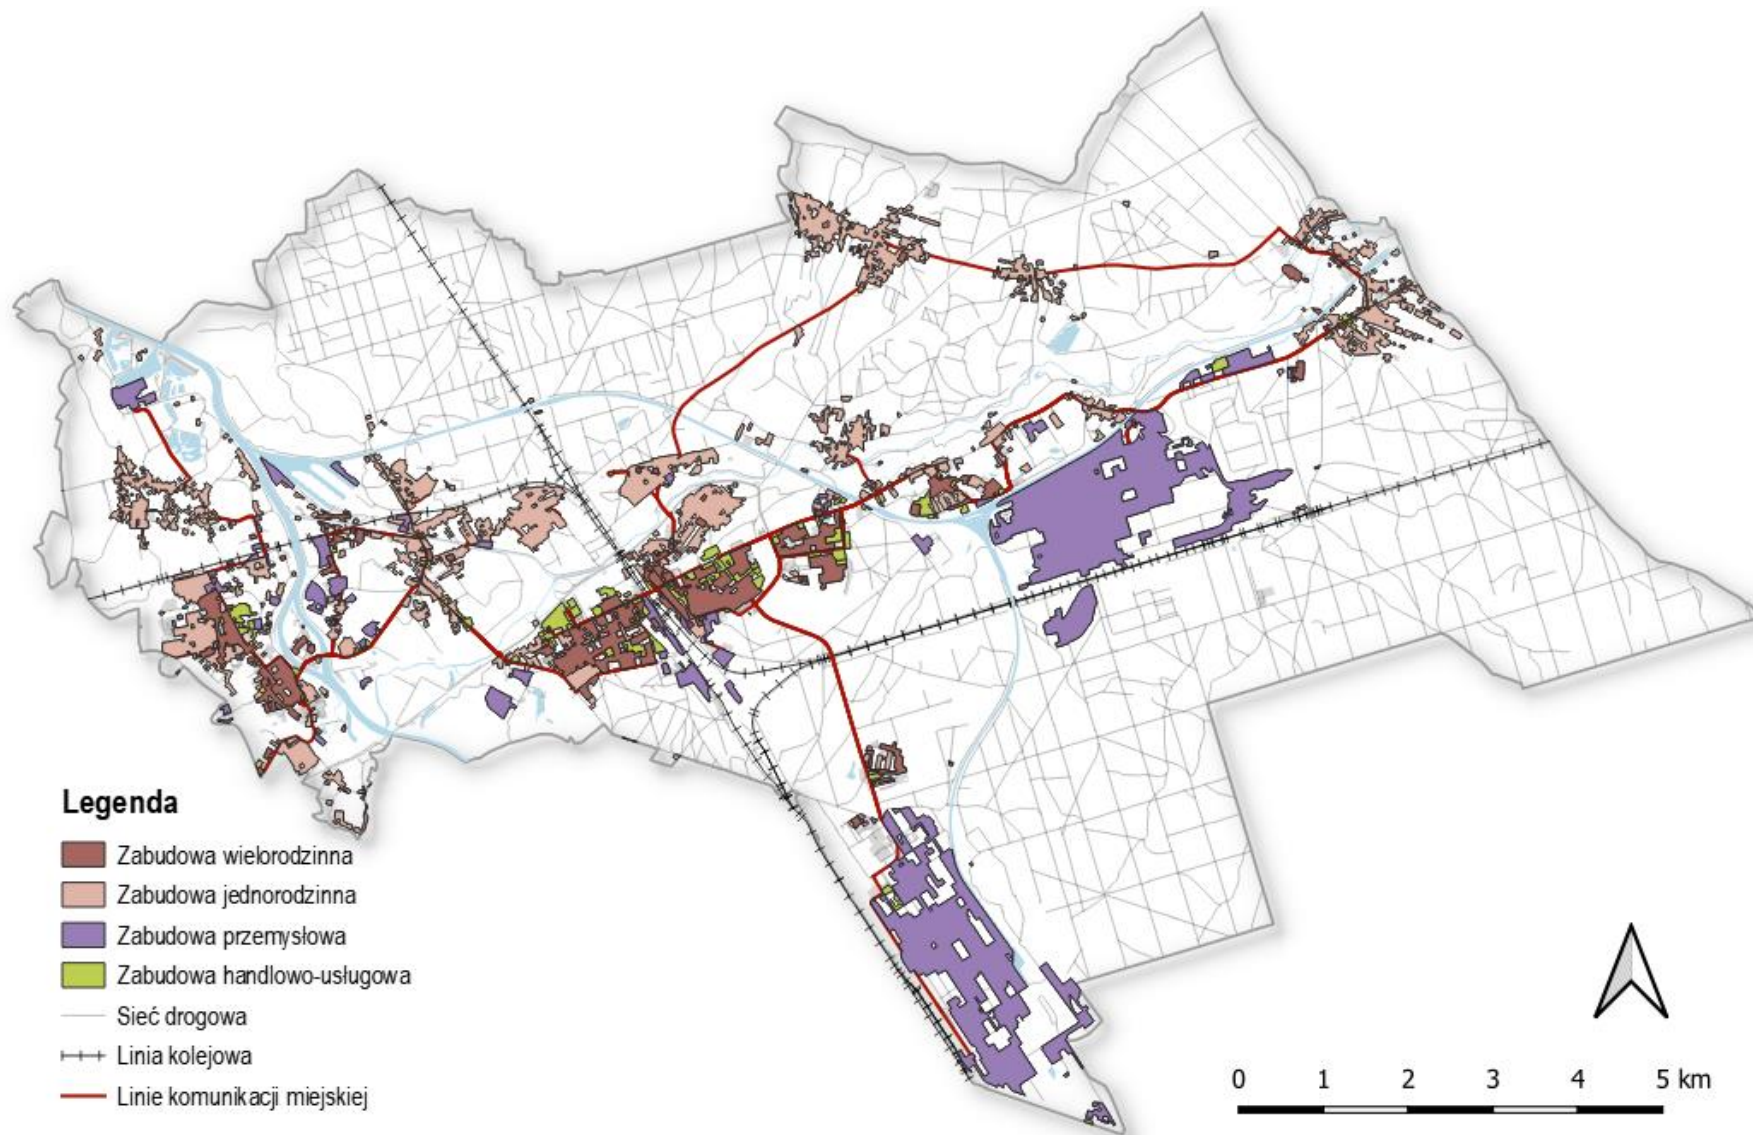 Legenda
Zabudowa wielorodzinna
Zabudowa jednorodzinna
Zabudowa przemysłowa
Zabudowa handlowo-usługowa
Sieć drogowa
Linia kolejowa
Linie komunikacji miejskiej
0 1 2 3 4 5 km